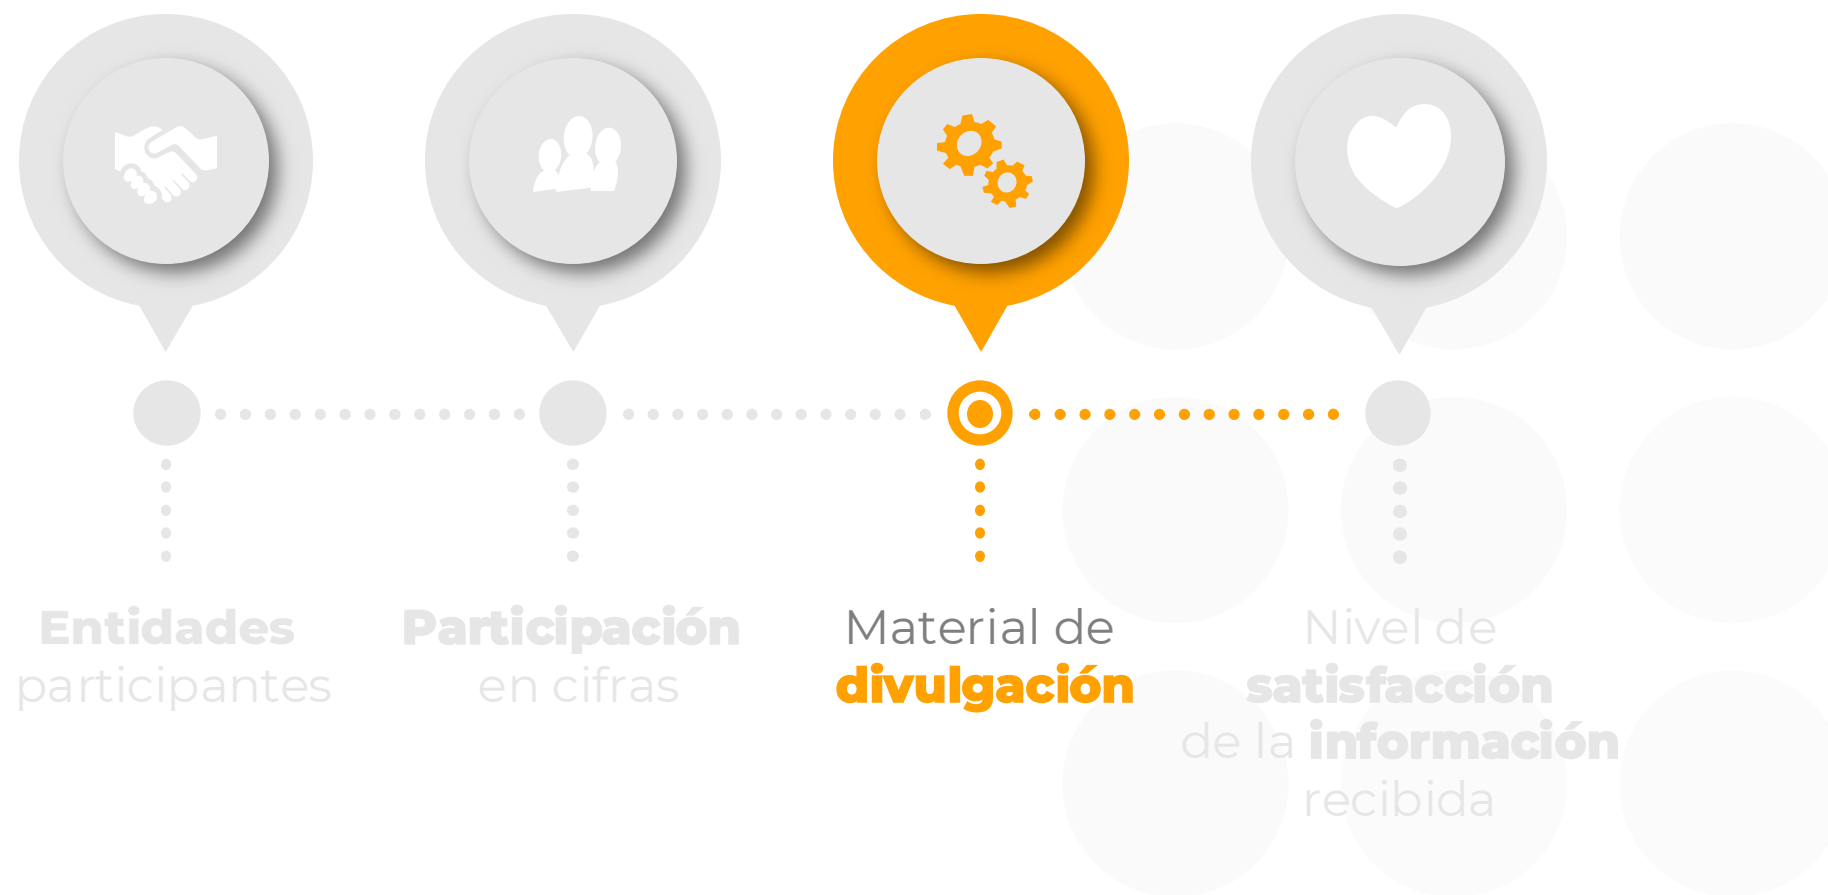 Entidades
participantes
Participación
en cifras
Material de
divulgación
Nivel de
satisfacción
de la información
recibida